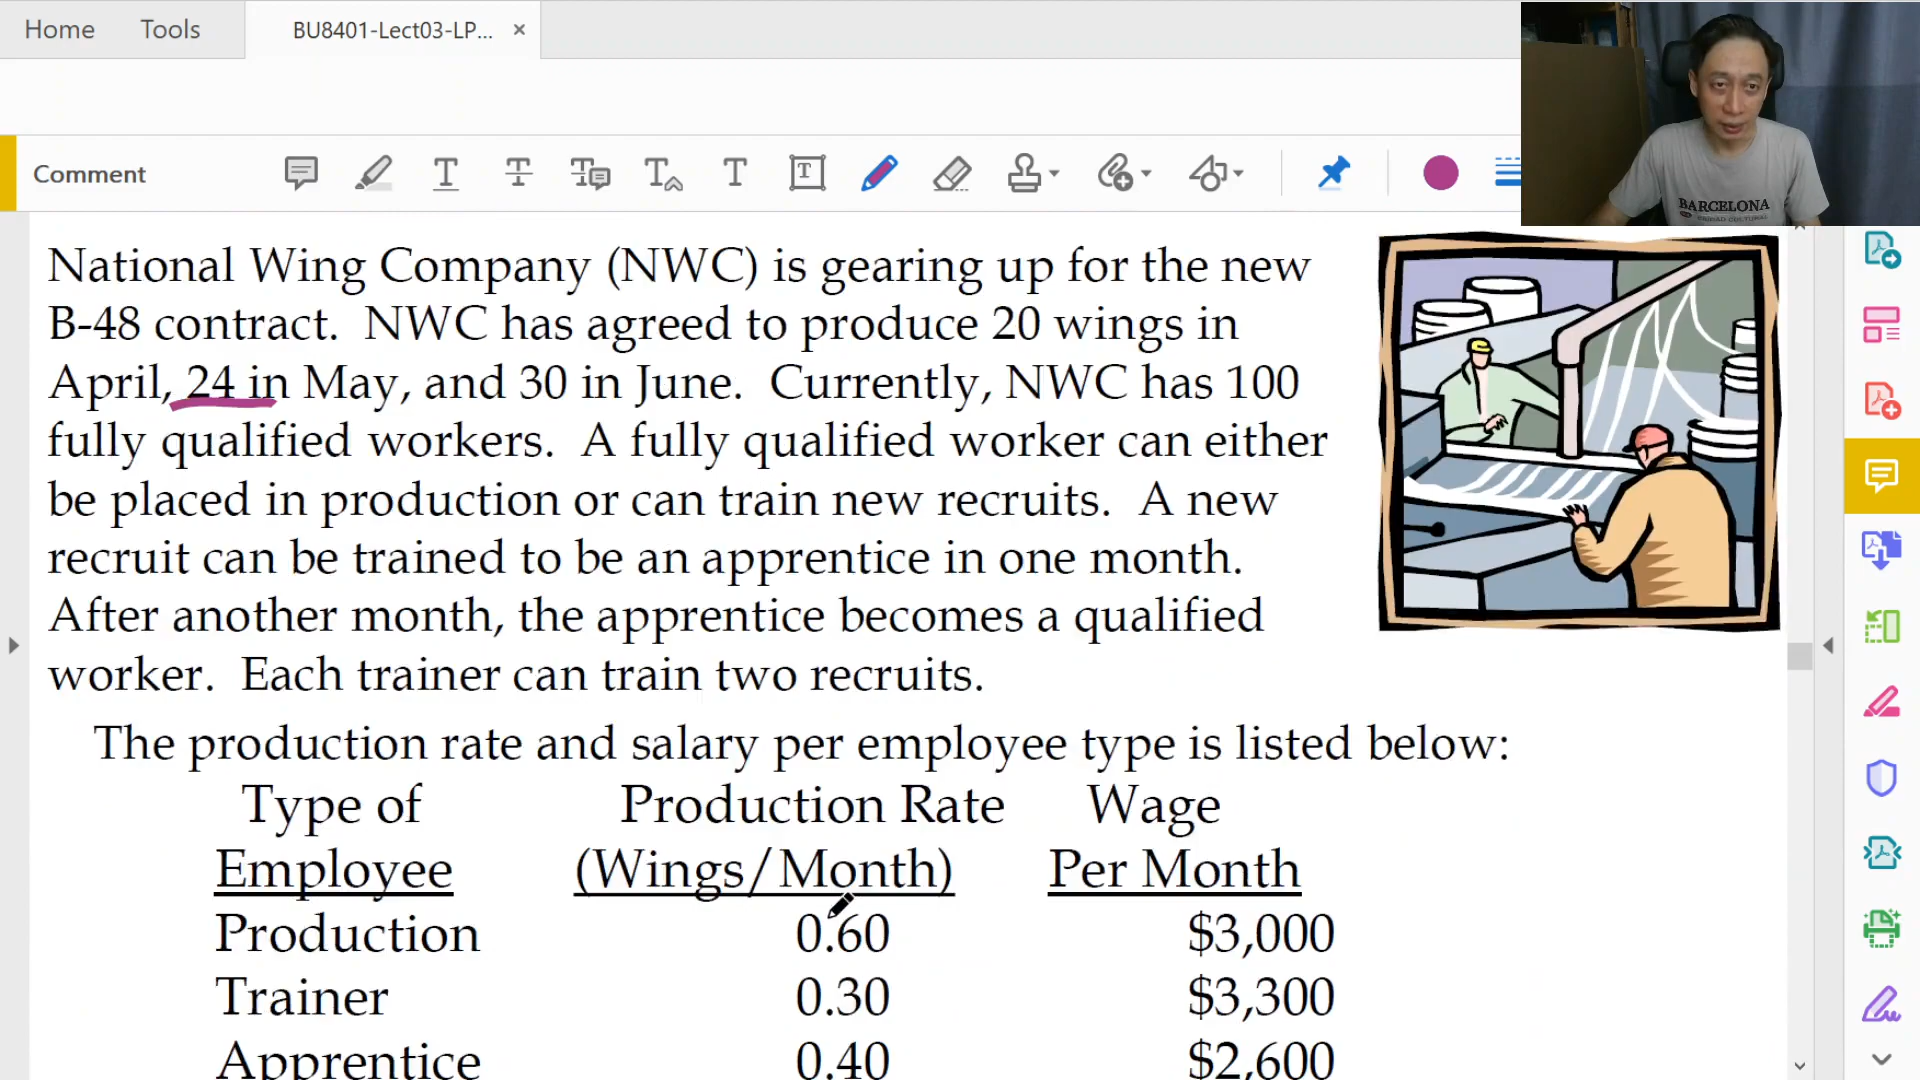 Home
Tools
BU8401-Lect03-LP...
Comment
BARCELONA
National Wing Company (NWC) is gearing up for the new
B-48 contract. NWC has agreed to produce 20 wings in
April, 24 in May, and 30 in June. Currently, NWC has 100
fully qualified workers. A fully qualified worker can either
be placed in production or can train new recruits. A new
recruit can be trained to be an apprentice in one month.
After another month, the apprentice becomes a qualified
worker. Each trainer can train two recruits.
The production rate and salary per employee type is listed below:
Type of Production Rate Wage
Employee (Wings/Month) Per Month
Production 0.60 $3,000
Trainer 0.30 $3,300
Apprentice 0.40 $2,600